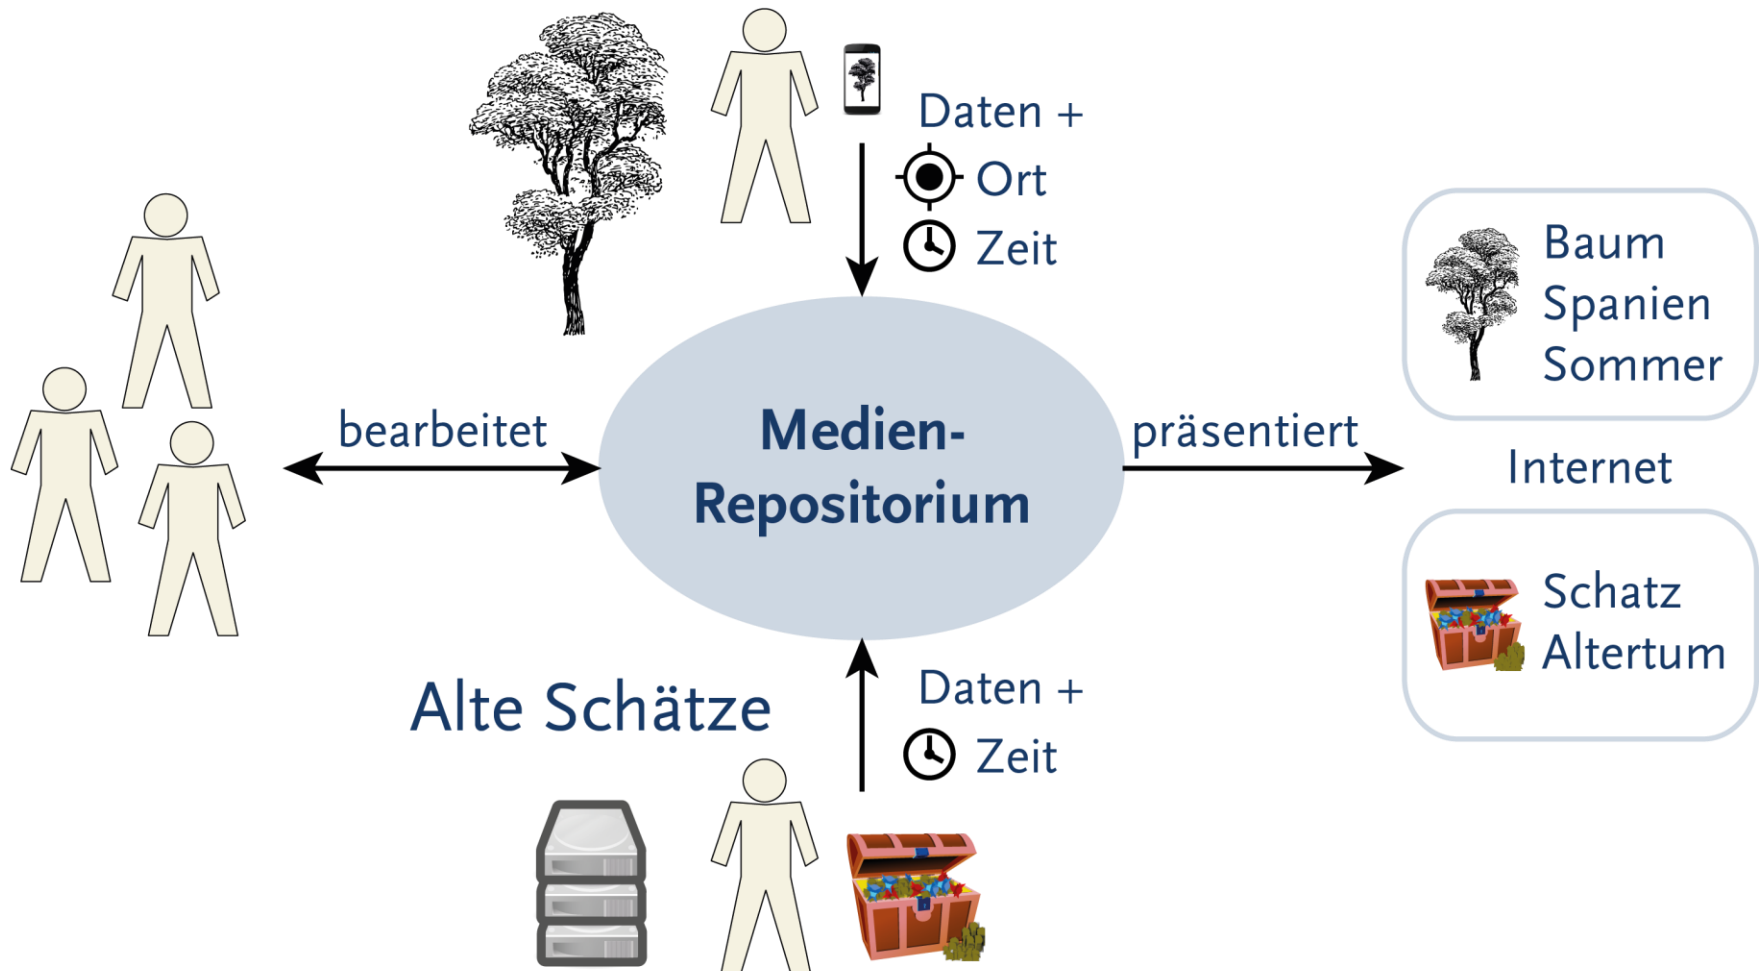 Daten +
Ort
Zeit
Baum
Spanien
Sommer
bearbeitet
Medien-
Repositorium
präsentiert
Internet
Schatz
Altertum
Alte Schätze
Daten +
Zeit